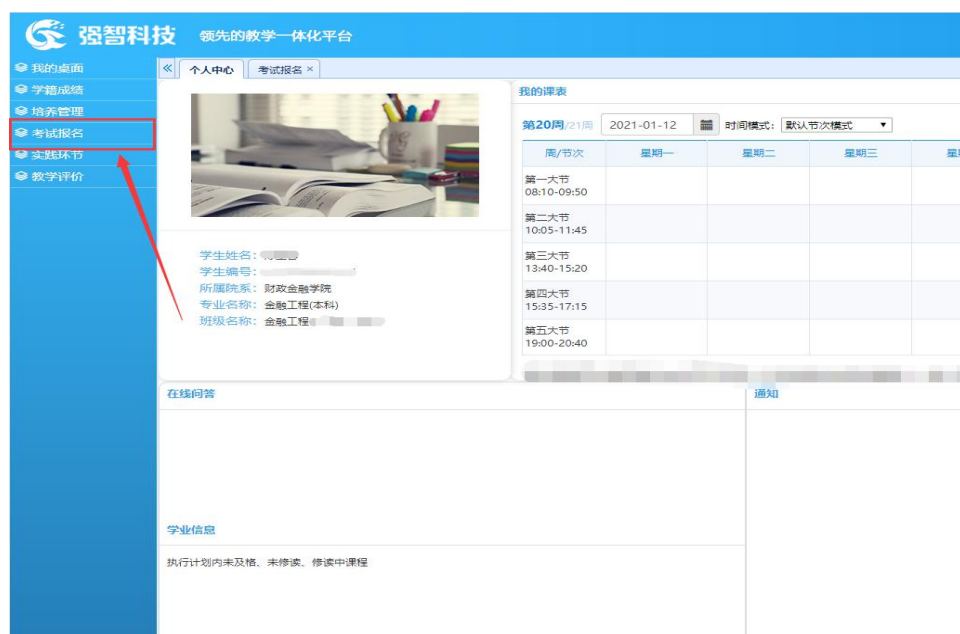 强智科技 领先的教学一体化平台
我的桌面
学籍成绩
培养管理
考试报名
实践环节
教学评价
个人中心 考试报名 ×
学生姓名:
学生编号:
所属院系: 财政金融学院
专业名称: 金融工程(本科)
班级名称: 金融工程
我的课表
第20周/21周 2021-01-12 时间模式: 默认节次模式
周/节次 星期一 星期二 星期三
第一大节
08:10-09:50
第二大节
10:05-11:45
第三大节
13:40-15:20
第四大节
15:35-17:15
第五大节
19:00-20:40
在线问答
通知
学业信息
执行计划内未及格、未修读、修读中课程